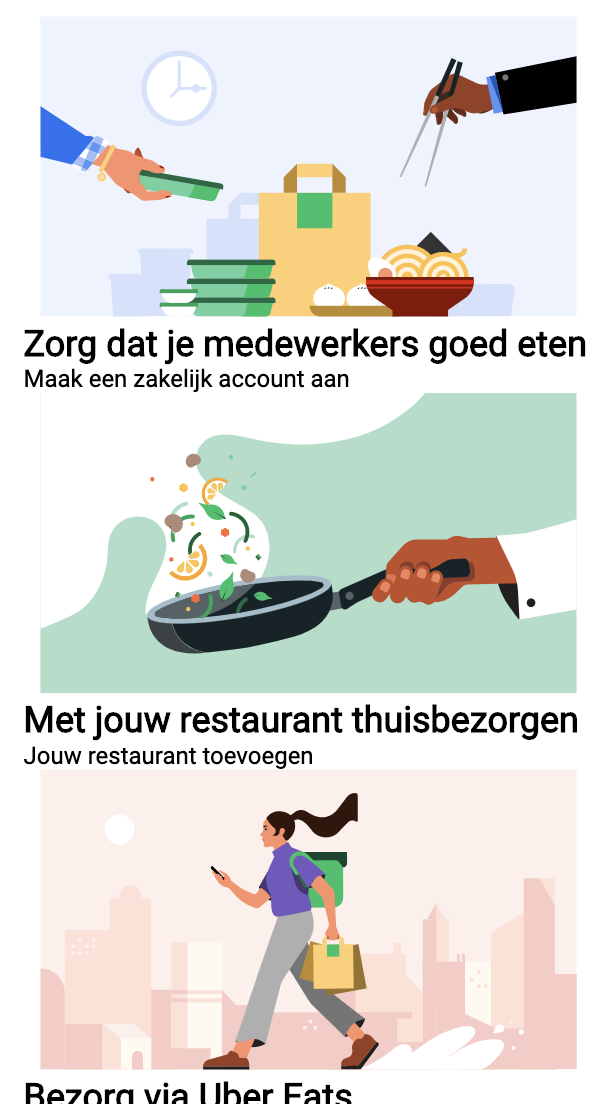 Zorg dat je medewerkers goed eten
Maak een zakelijk account aan
Met jouw restaurant thuisbezorgen
Jouw restaurant toevoegen
Bezorg via Uber Eats